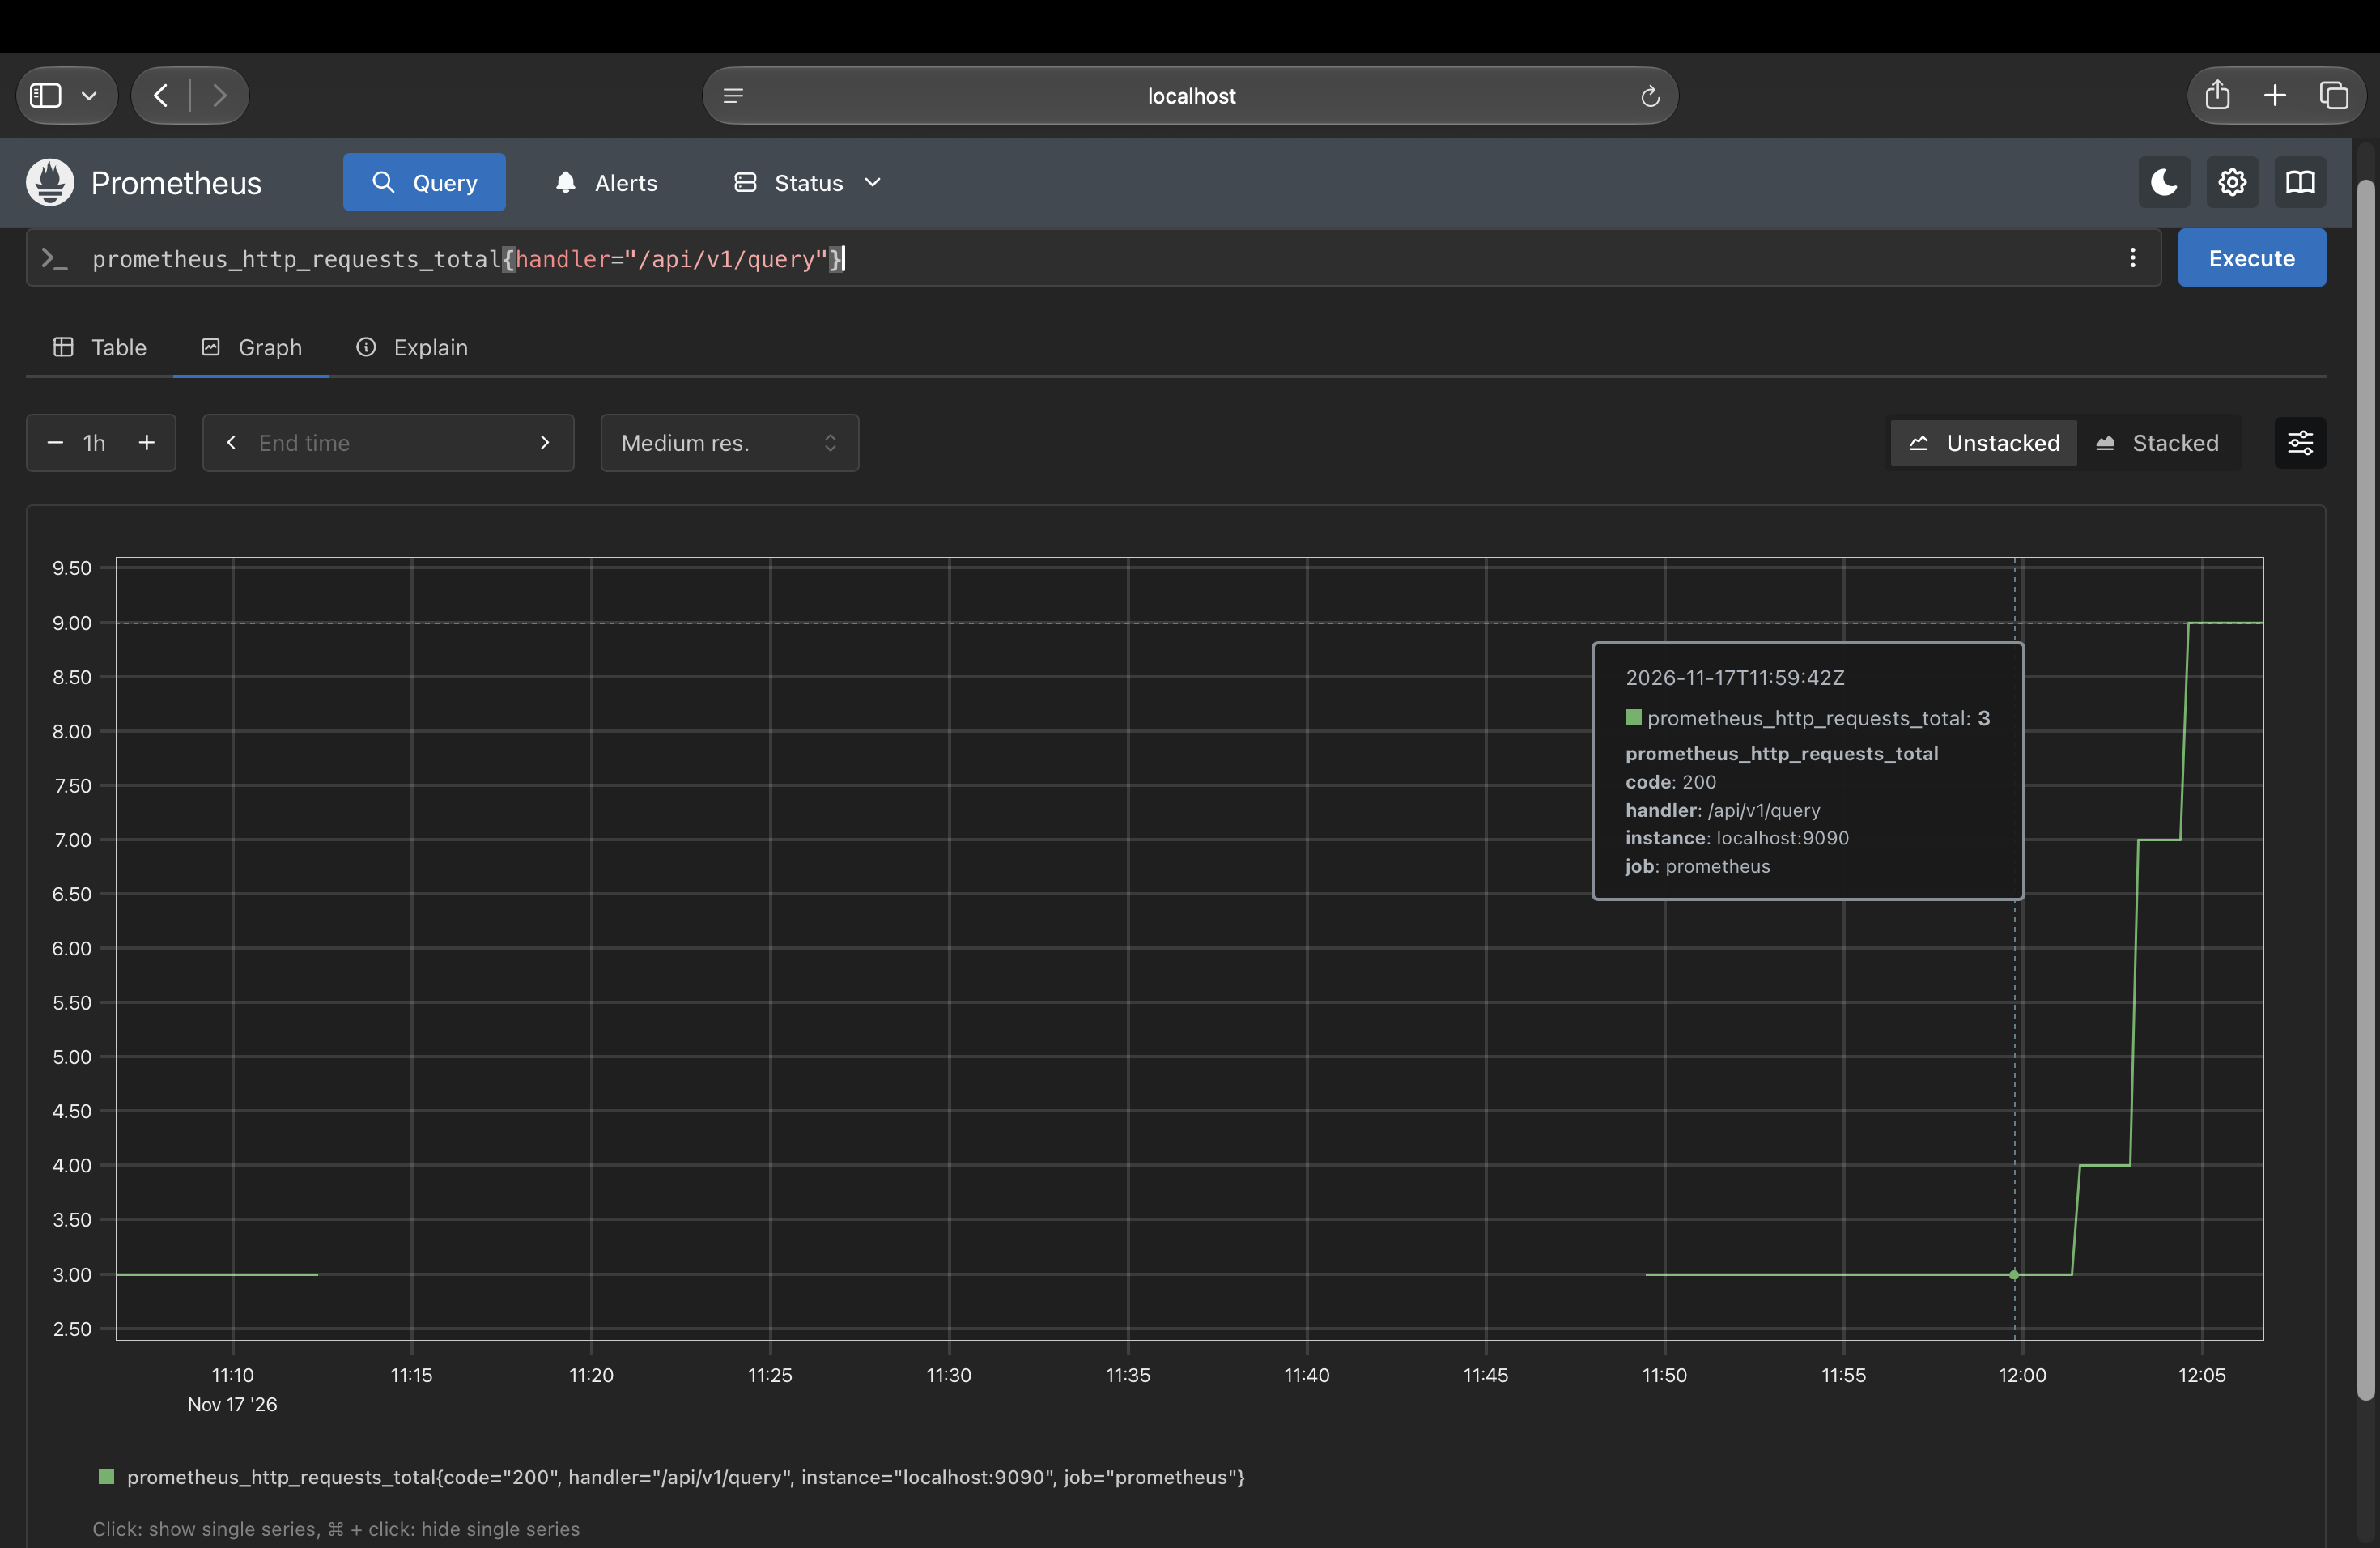 localhost
Prometheus Query Alerts Status
prometheus_http_requests_total{handler="/api/v1/query"} Execute
Table Graph Explain
1h End time Medium res. Unstacked Stacked
9.50
9.00
8.50
8.00
7.50
7.00
6.50
6.00
5.50
5.00
4.50
4.00
3.50
3.00
2.50
2026-11-17T11:59:42Z
prometheus_http_requests_total: 3
prometheus_http_requests_total
code: 200
handler: /api/v1/query
instance: localhost:9090
job: prometheus
11:10 11:15 11:20 11:25 11:30 11:35 11:40 11:45 11:50 11:55 12:00 12:05
Nov 17 '26
prometheus_http_requests_total{code="200", handler="/api/v1/query", instance="localhost:9090", job="prometheus"}
Click: show single series, ⌘ + click: hide single series